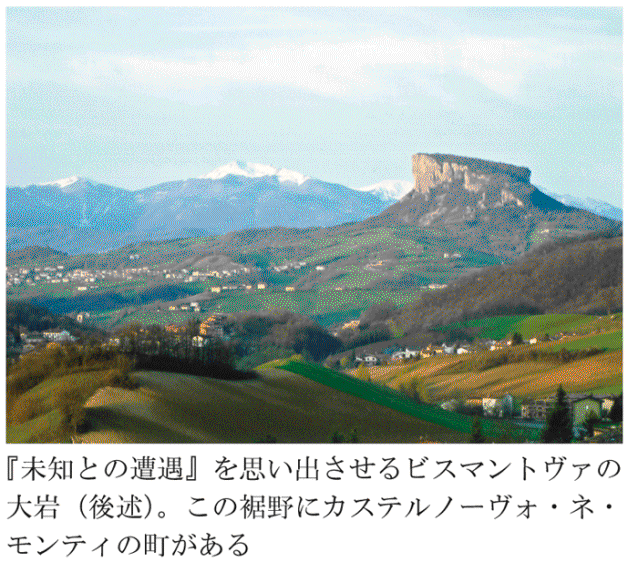 『未知との遭遇』を思い出させるビスマントヴァの
大岩（後述）。この裾野にカステルノーヴォ・ネ・
モンティの町がある